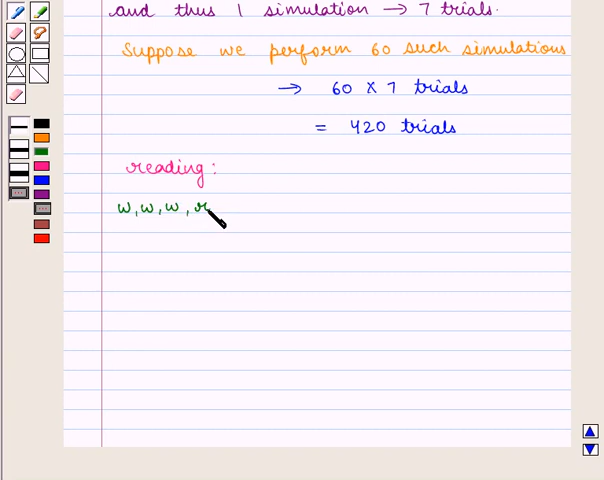 and thus 1 simulation → 7 trials.
Suppose we perform 60 such simulations
→ 60 x 7 trials
= 420 trials
reading:
w, w, w, r